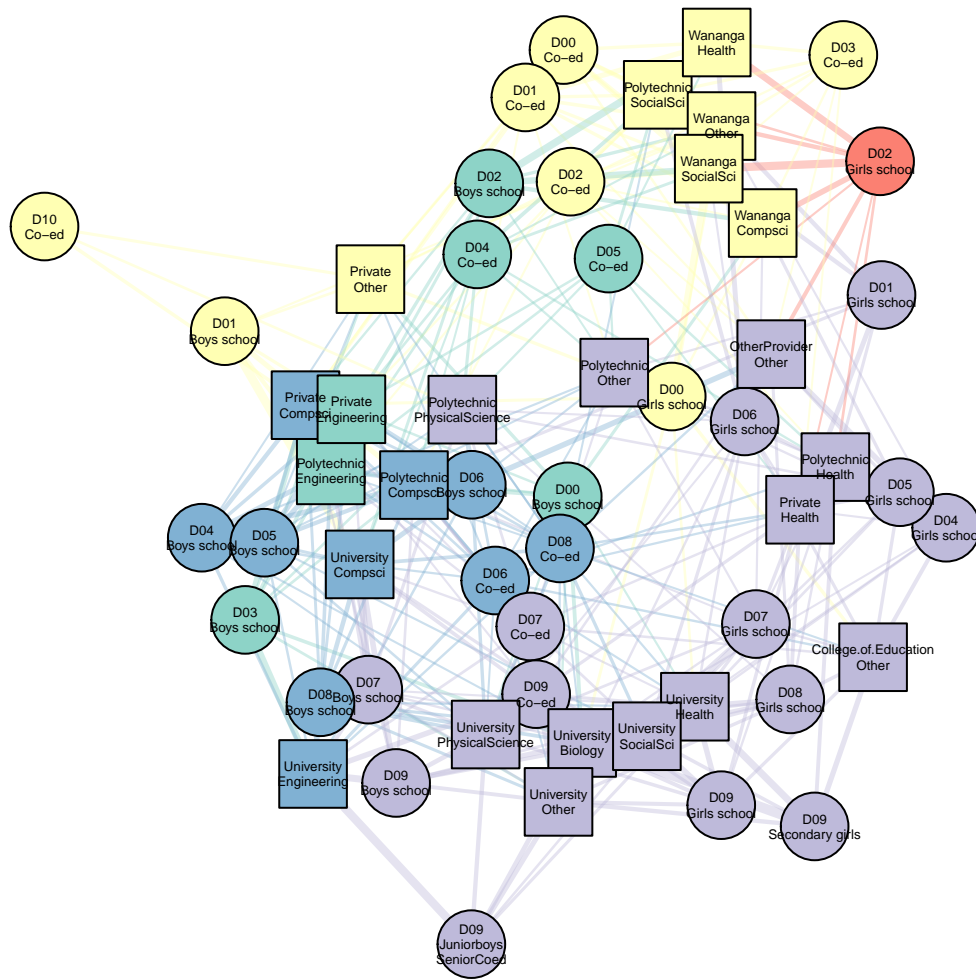 D00
Co−ed
Wananga
Health
D03
Co−ed
D01
Co−ed
Polytechnic
SocialSci
Wananga
Other
D02
Girls school
D02
Boys school
D02
Co−ed
Wananga
SocialSci
Wananga
Compsci
D10
Co−ed
D04
Co−ed
D05
Co−ed
Private
Other
D01
Girls school
D01
Boys school
Polytechnic
Other
OtherProvider
Other
Private
Compsci
Private
Engineering
Polytechnic
PhysicalScience
D00
Girls school
D06
Girls school
Polytechnic
Engineering
Polytechnic
Compsci
D06
Boys school
D00
Boys school
Polytechnic
Health
Private
Health
D05
Girls school
D04
Girls school
D04
Boys school
D05
Boys school
D08
Co−ed
University
Compsci
D06
Co−ed
D03
Boys school
D07
Co−ed
D07
Girls school
College.of.Education
Other
D08
Boys school
D07
Boys school
D09
Co−ed
University
Health
D08
Girls school
University
PhysicalScience
University
Biology
University
SocialSci
University
Engineering
D09
Boys school
University
Other
D09
Girls school
D09
Secondary girls
D09
Juniorboys
SeniorCoed